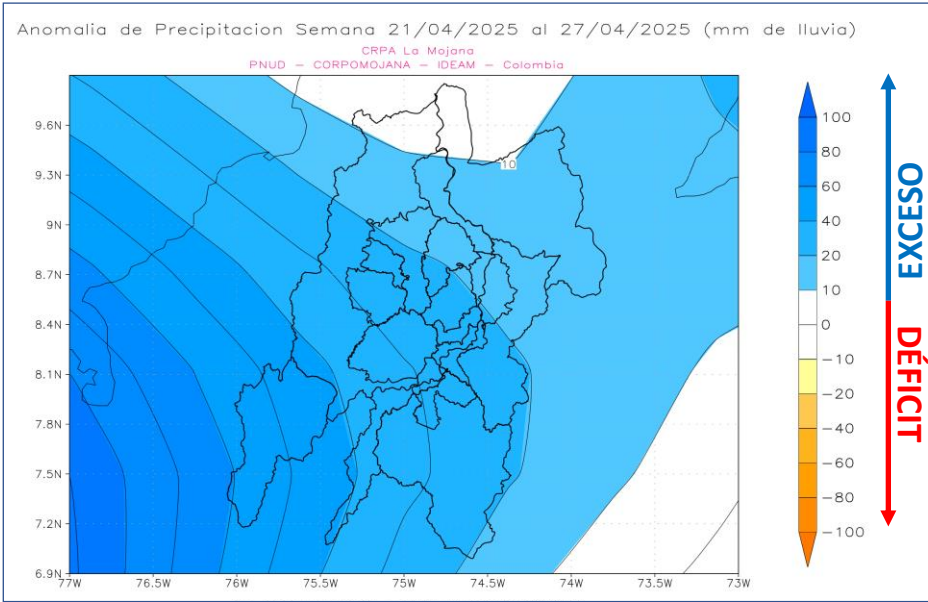 Anomalia de Precipitacion Semana 21/04/2025 al 27/04/2025 (mm de lluvia)
CRPA La Mojana
PNUD – CORPOMOJANA – IDEAM – Colombia
9.6N
9.3N
9N
8.7N
8.4N
8.1N
7.8N
7.5N
7.2N
6.9N
77W
76.5W
76W
75.5W
75W
74.5W
74W
73.5W
73W
10
100
80
60
40
20
10
0
−10
−20
−40
−60
−80
−100
EXCESO
DÉFICIT